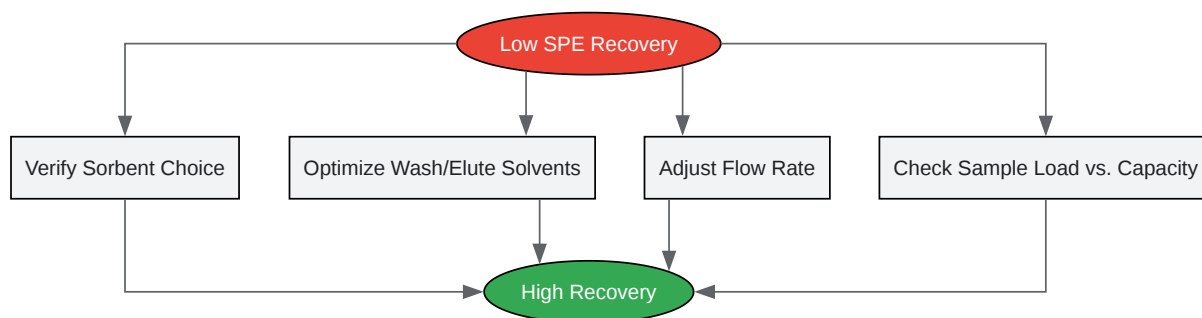 Low SPE Recovery
Verify Sorbent Choice
Optimize Wash/Elute Solvents
Adjust Flow Rate
Check Sample Load vs. Capacity
High Recovery